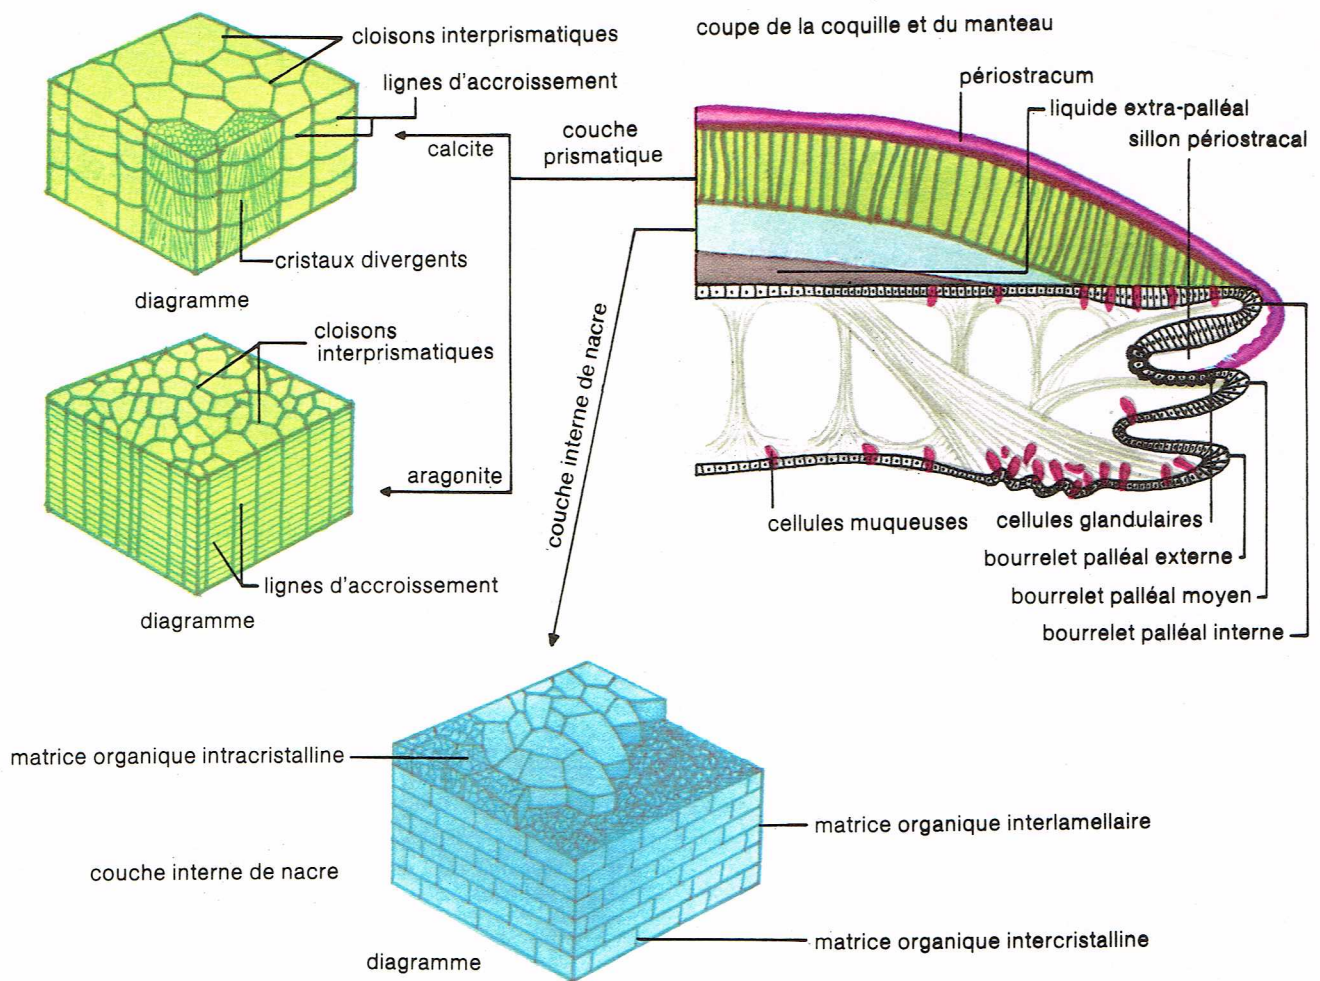 coupe de la coquille et du manteau
cloisons interprismatiques
lignes d'accroissement
calcite
cristaux divergents
diagramme
couche
prismatique
périostracum
liquide extra-palléal
sillon périostracal
cloisons
interprismatiques
aragonite
lignes d'accroissement
diagramme
couche interne de nacre
cellules muqueuses
cellules glandulaires
bourrelet palléal externe
bourrelet palléal moyen
bourrelet palléal interne
matrice organique intracristalline
matrice organique interlamellaire
couche interne de nacre
matrice organique intercristalline
diagramme